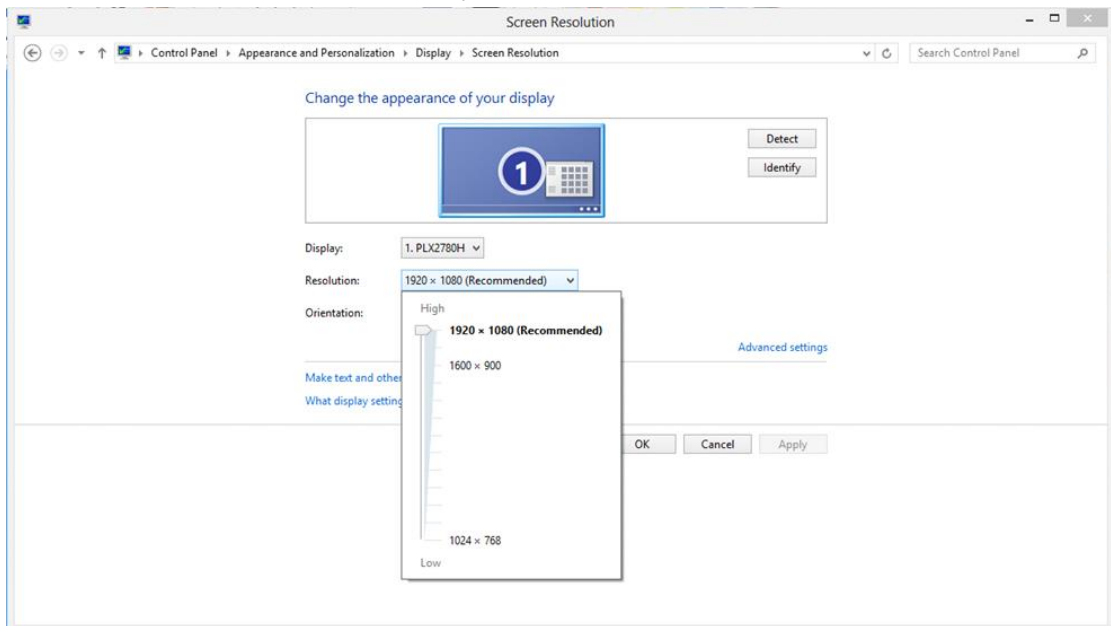 Screen Resolution
Control Panel Appearance and Personalization Display Screen Resolution
Search Control Panel
Change the appearance of your display
1
Detect
Identify
Display: 1. PLX2780H
Resolution: 1920 × 1080 (Recommended)
Orientation:
High
1920 × 1080 (Recommended)
1600 × 900
1024 × 768
Low
Advanced settings
Make text and other
What display setting
OK Cancel Apply